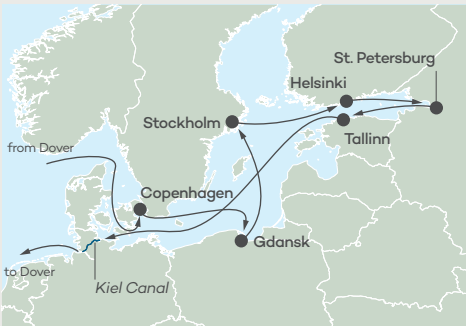 St. Petersburg
Helsinki
Stockholm
Tallinn
from Dover
Copenhagen
Gdansk
to Dover
Kiel Canal